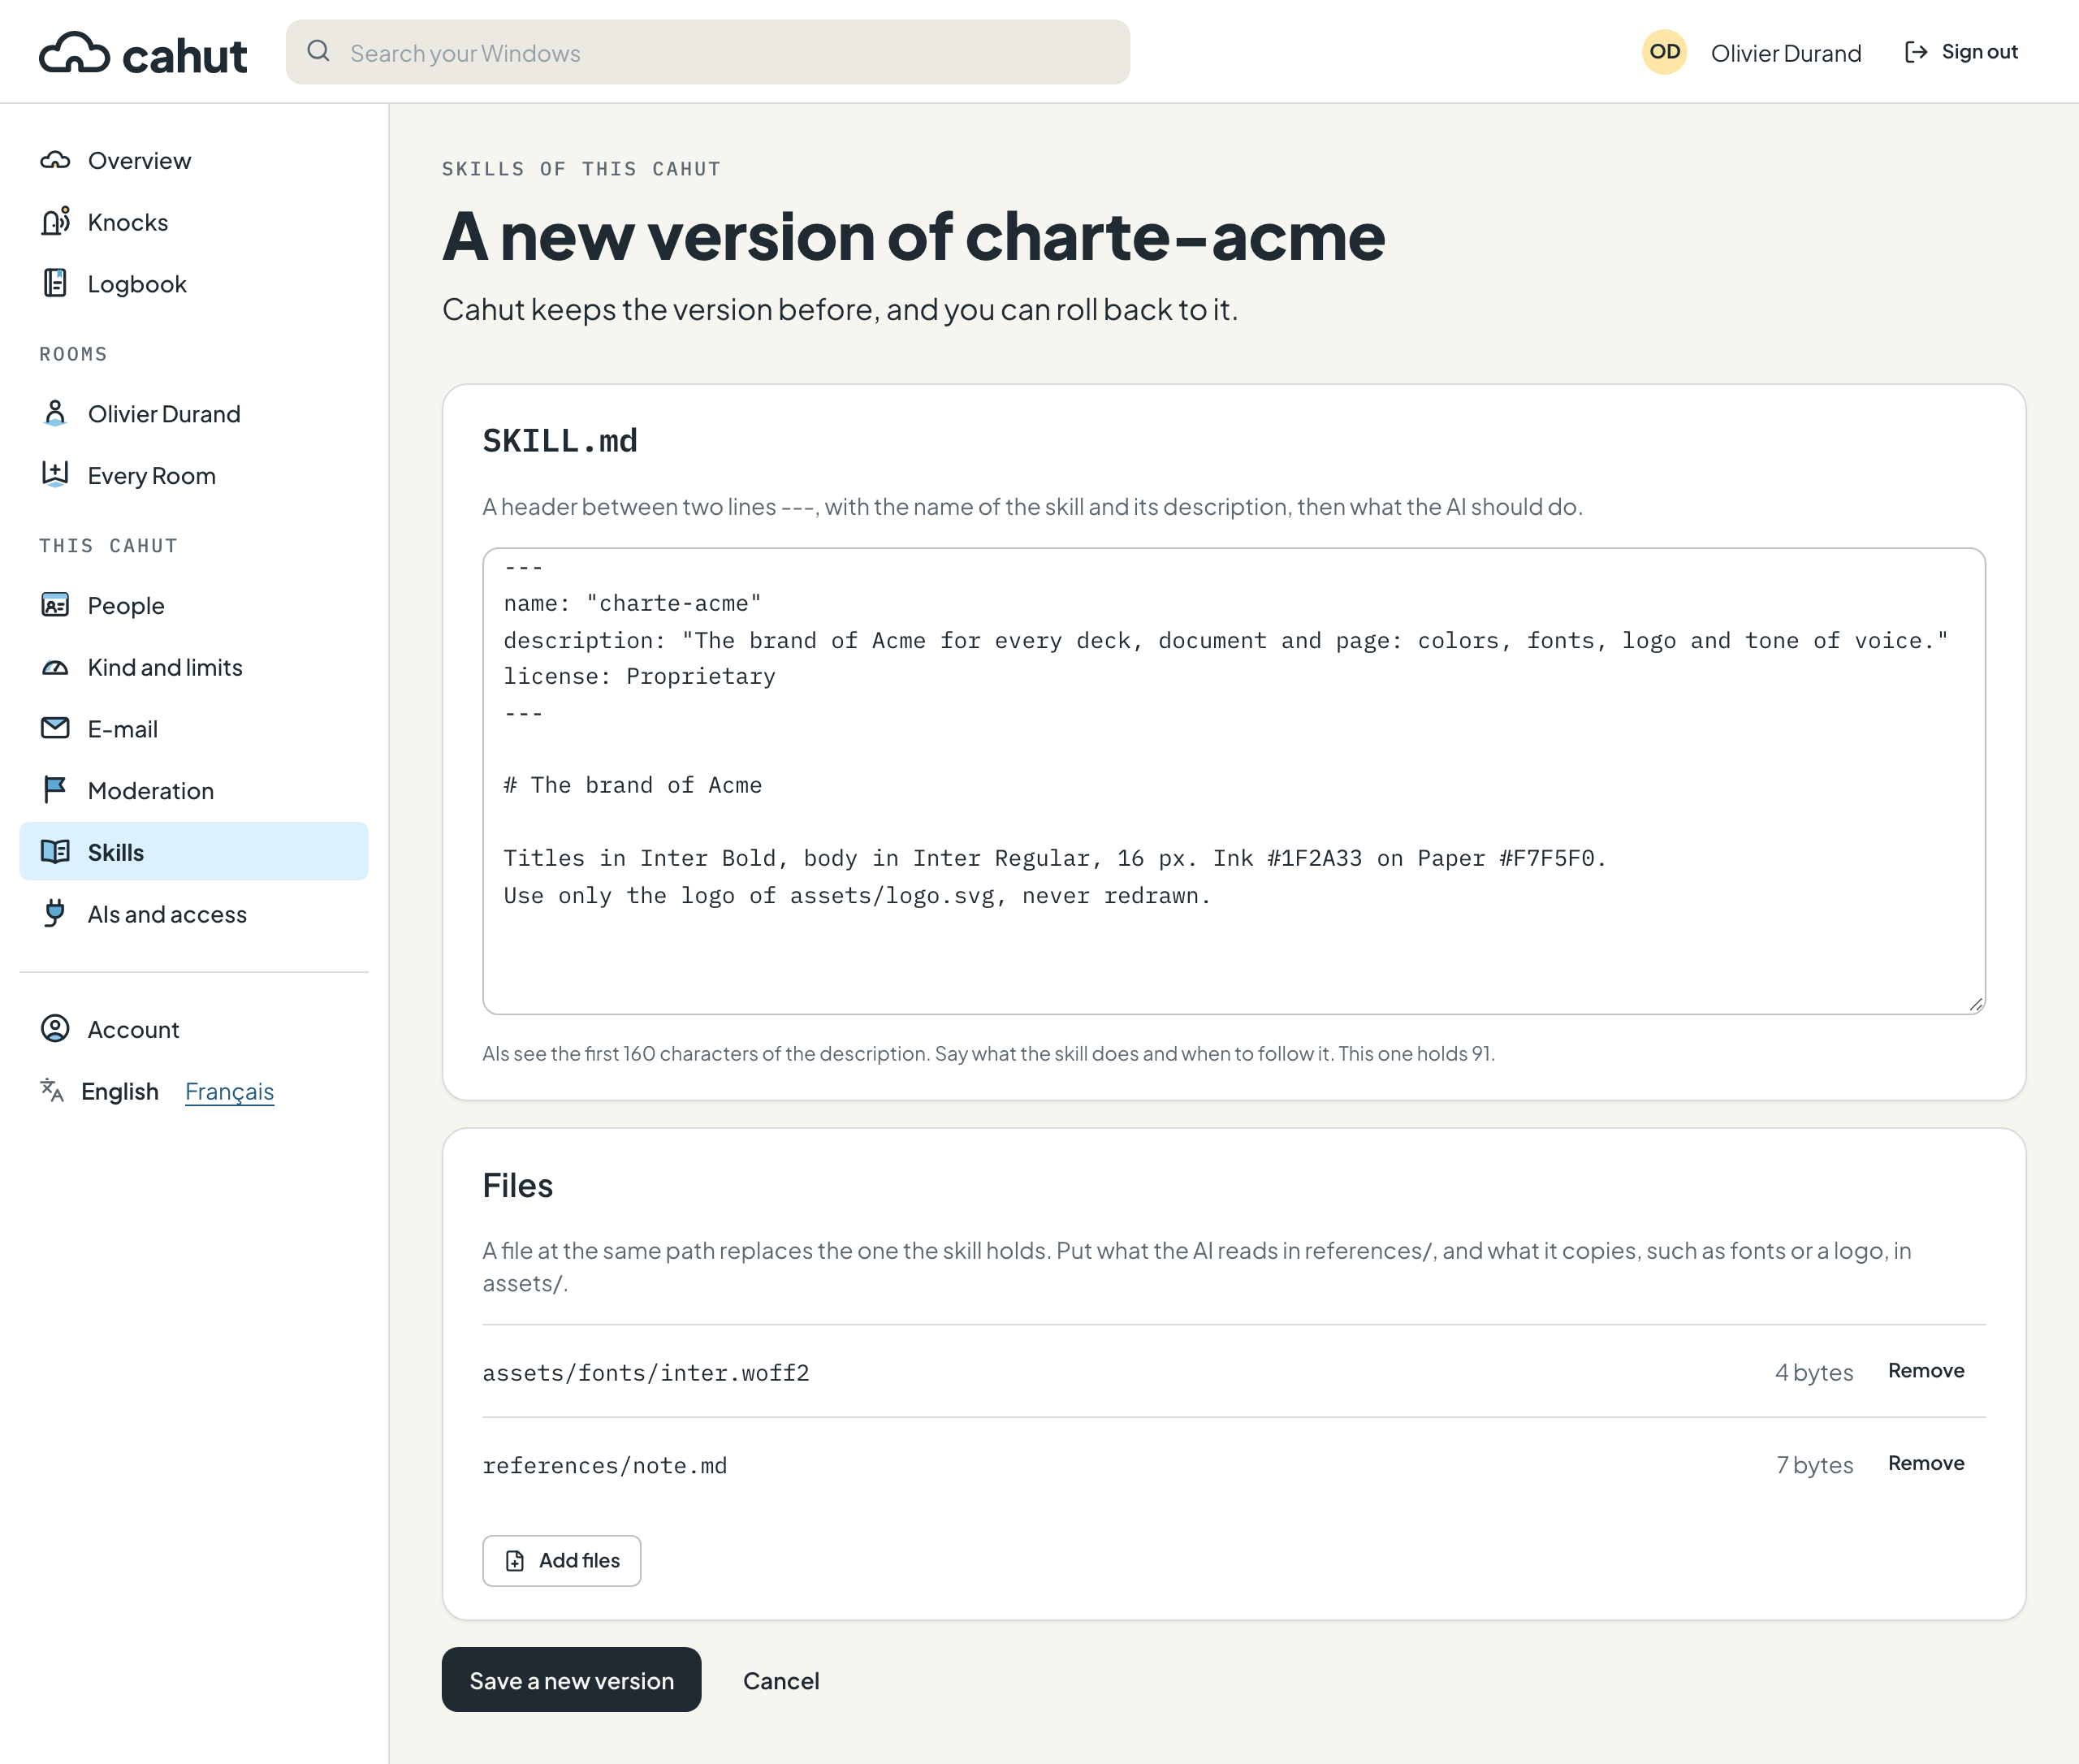 cahut
Search your Windows
OD
Olivier Durand
Sign out
Overview
Knocks
Logbook
ROOMS
Olivier Durand
Every Room
THIS CAHUT
People
Kind and limits
E-mail
Moderation
Skills
AIs and access
Account
English Français
SKILLS OF THIS CAHUT
A new version of charte-acme
Cahut keeps the version before, and you can roll back to it.
SKILL.md
A header between two lines ---, with the name of the skill and its description, then what the AI should do.
---
name: "charte-acme"
description: "The brand of Acme for every deck, document and page: colors, fonts, logo and tone of voice."
license: Proprietary
---
# The brand of Acme
Titles in Inter Bold, body in Inter Regular, 16 px. Ink #1F2A33 on Paper #F7F5F0.
Use only the logo of assets/logo.svg, never redrawn.
AIs see the first 160 characters of the description. Say what the skill does and when to follow it. This one holds 91.
Files
A file at the same path replaces the one the skill holds. Put what the AI reads in references/, and what it copies, such as fonts or a logo, in
assets/.
assets/fonts/inter.woff2 4 bytes Remove
references/note.md 7 bytes Remove
Add files
Save a new version Cancel